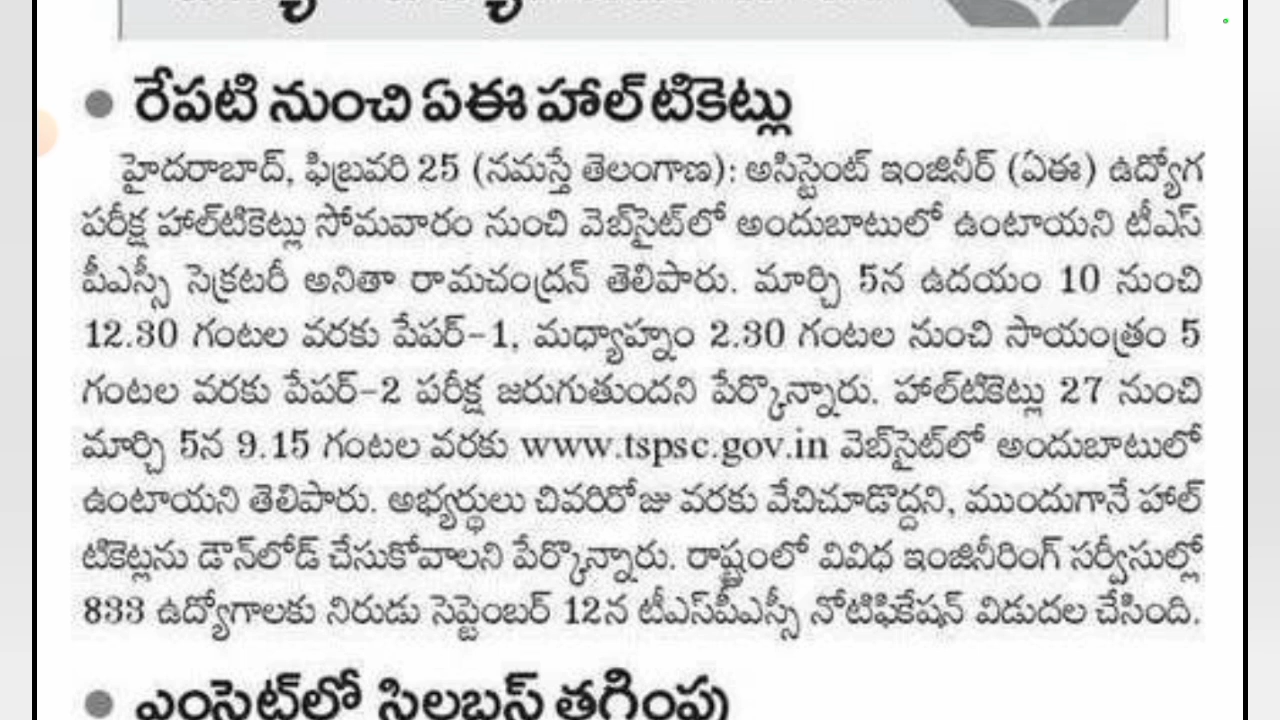 రేపటి నుంచి ఏఈ హాల్‌టికెట్లు
హైదరాబాద్, ఫిబ్రవరి 25 (నమస్తే తెలంగాణ): అసిస్టెంట్ ఇంజినీర్ (ఏఈ) ఉద్యోగ
పరీక్ష హాల్‌టికెట్లు సోమవారం నుంచి వెబ్‌సైట్‌లో అందుబాటులో ఉంటాయని టీఎస్
పీఎస్సీ సెక్రటరీ అనితా రామచంద్రన్ తెలిపారు. మార్చి 5న ఉదయం 10 నుంచి
12.30 గంటల వరకు పేపర్-1, మధ్యాహ్నం 2.30 గంటల నుంచి సాయంత్రం 5
గంటల వరకు పేపర్-2 పరీక్ష జరుగుతుందని పేర్కొన్నారు. హాల్‌టికెట్లు 27 నుంచి
మార్చి 5న 9.15 గంటల వరకు www.tspsc.gov.in వెబ్‌సైట్‌లో అందుబాటులో
ఉంటాయని తెలిపారు. అభ్యర్థులు చివరిరోజు వరకు వేచిచూడొద్దని, ముందుగానే హాల్
టికెట్లను డౌన్‌లోడ్ చేసుకోవాలని పేర్కొన్నారు. రాష్ట్రంలో వివిధ ఇంజినీరింగ్ సర్వీసుల్లో
833 ఉద్యోగాలకు నిరుడు సెప్టెంబర్ 12న టీఎస్‌పీఎస్సీ నోటిఫికేషన్ విడుదల చేసింది.
ఎంసెట్‌లో సిలబస్ తగ్గింపు